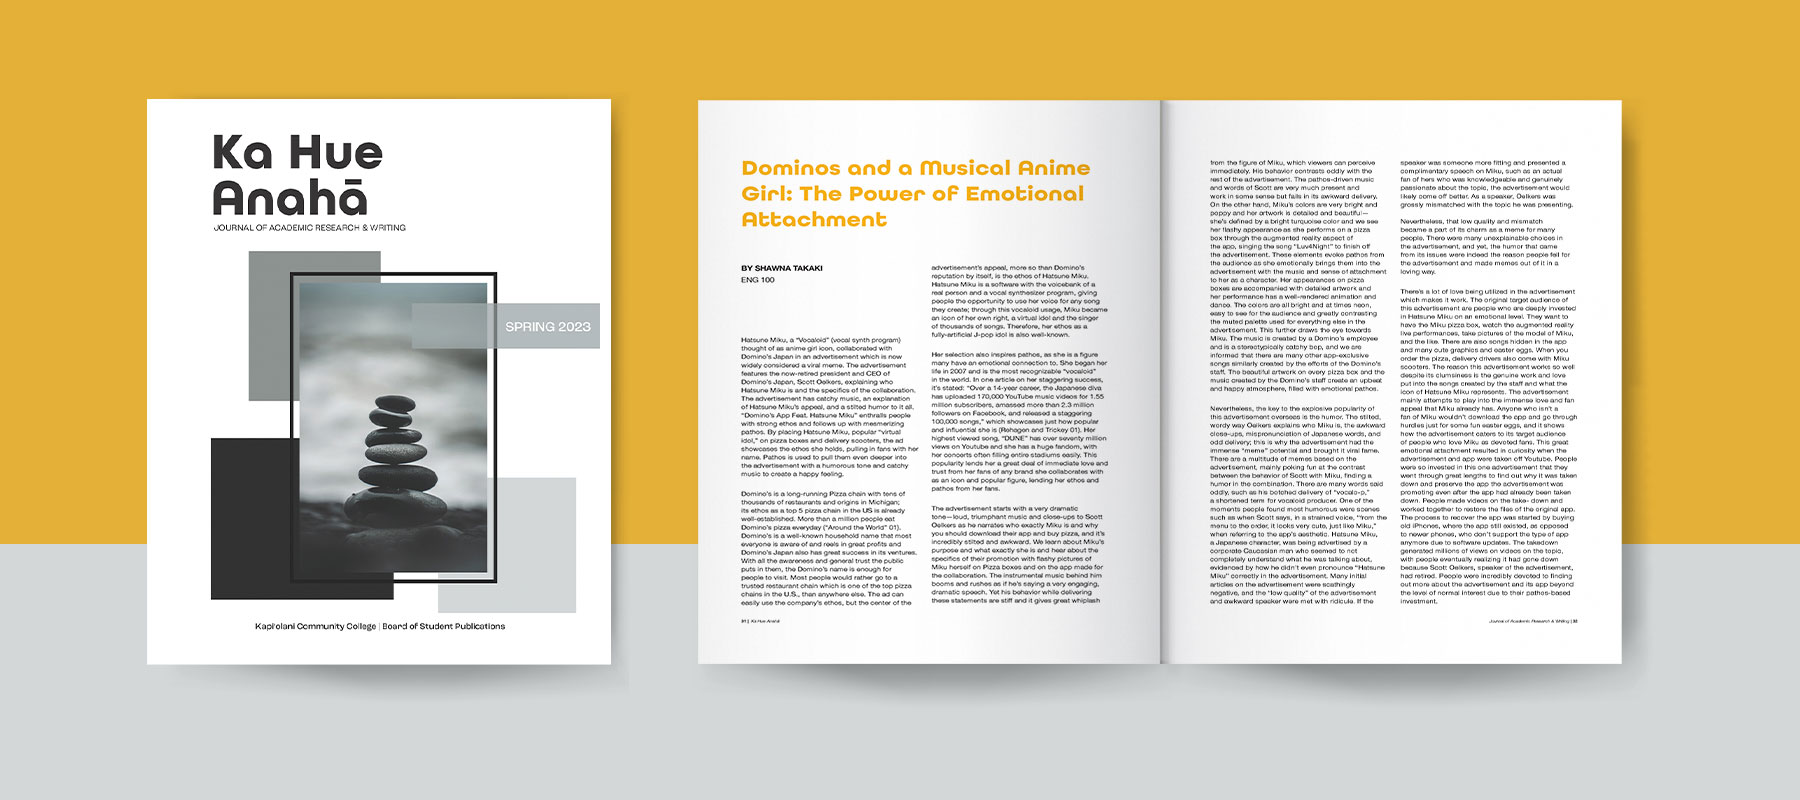 Ka Hue
Anahā
JOURNAL OF ACADEMIC RESEARCH & WRITING
SPRING 2023
Kapi'olani Community College | Board of Student Publications
Dominos and a Musical Anime
Girl: The Power of Emotional
Attachment
BY SHAWNA TAKAKI
ENG 100
Hatsune Miku, a "Vocaloid" (vocal synth program)
thought of as anime girl icon, collaborated with
Domino's Japan in an advertisement which is now
widely considered a viral meme. The advertisement
features the now-retired president and CEO of
Domino's Japan, Scott Oelkers, explaining who
Hatsune Miku is and the specifics of the collaboration.
The advertisement has catchy music, an explanation
of Hatsune Miku's appeal, and a stilted humor to it all.
"Domino's App Feat. Hatsune Miku" enthralls people
with strong ethos and follows up with mesmerizing
pathos. By placing Hatsune Miku, popular "virtual
idol," on pizza boxes and delivery scooters, the ad
showcases the ethos she holds, pulling in fans with her
name. Pathos is used to pull them even deeper into
the advertisement with a humorous tone and catchy
music to create a happy feeling.
Domino's is a long-running Pizza chain with tens of
thousands of restaurants and origins in Michigan;
its ethos as a top 5 pizza chain in the US is already
well-established. More than a million people eat
Domino's pizza everyday ("Around the World" 01).
Domino's is a well-known household name that most
everyone is aware of and reels in great profits and
Domino's Japan also has great success in its ventures.
With all the awareness and general trust the public
puts in them, the Domino's name is enough for
people to visit. Most people would rather go to a
trusted restaurant chain which is one of the top pizza
chains in the U.S., than anywhere else. The ad can
easily use the company's ethos, but the center of the
advertisement's appeal, more so than Domino's
reputation by itself, is the ethos of Hatsune Miku.
Hatsune Miku is a software with the voicebank of a
real person and a vocal synthesizer program, giving
people the opportunity to use her voice for any song
they create; through this vocaloid usage, Miku became
an icon of her own right, a virtual idol and the singer
of thousands of songs. Therefore, her ethos as a
fully-artificial J-pop idol is also well-known.
Her selection also inspires pathos, as she is a figure
many have an emotional connection to. She began her
life in 2007 and is the most recognizable "vocaloid"
in the world. In one article on her staggering success,
it's stated: "Over a 14-year career, the Japanese diva
has uploaded 170,000 YouTube music videos for 1.55
million subscribers, amassed more than 2.3 million
followers on Facebook, and released a staggering
100,000 songs," which showcases just how popular
and influential she is (Rehagen and Trickey 01). Her
highest viewed song, "DUNE" has over seventy million
views on Youtube and she has a huge fandom, with
her concerts often filling entire stadiums easily. This
popularity lends her a great deal of immediate love and
trust from her fans of any brand she collaborates with
as an icon and popular figure, lending her ethos and
pathos from her fans.
The advertisement starts with a very dramatic
tone—loud, triumphant music and close-ups to Scott
Oelkers as he narrates who exactly Miku is and why
you should download their app and buy pizza, and it's
incredibly stilted and awkward. We learn about Miku's
purpose and what exactly she is and hear about the
specifics of their promotion with flashy pictures of
Miku herself on Pizza boxes and on the app made for
the collaboration. The instrumental music behind him
booms and rushes as if he's saying a very engaging,
dramatic speech. Yet his behavior while delivering
these statements are stiff and it gives great whiplash
Ka Hue Anahā
from the figure of Miku, which viewers can perceive
immediately. His behavior contrasts oddly with the
rest of the advertisement. The pathos-driven music
and words of Scott are very much present and
work in some sense but fails in its awkward delivery.
On the other hand, Miku's colors are very bright and
poppy and her artwork is detailed and beautiful—
she's defined by a bright turquoise color and we see
her flashy appearance as she performs on a pizza
box through the augmented reality aspect of
the app, singing the song "Luv4Night" to finish off
the advertisement. These elements evoke pathos from
the audience as she emotionally brings them into the
advertisement with the music and sense of attachment
to her as a character. Her appearances on pizza
boxes are accompanied with detailed artwork and
her performance has a well-rendered animation and
dance. The colors are all bright and at times neon,
easy to see for the audience and greatly contrasting
the muted palette used for everything else in the
advertisement. This further draws the eye towards
Miku. The music is created by a Domino's employee
and is a stereotypically catchy bop, and we are
informed that there are many other app-exclusive
songs similarly created by the efforts of the Domino's
staff. The beautiful artwork on every pizza box and the
music created by the Domino's staff create an upbeat
and happy atmosphere, filled with emotional pathos.
Nevertheless, the key to the explosive popularity of
this advertisement overseas is the humor. The stilted,
wordy way Oelkers explains who Miku is, the awkward
close-ups, mispronunciation of Japanese words, and
odd delivery; this is why the advertisement had the
immense "meme" potential and brought it viral fame.
There are a multitude of memes based on the
advertisement, mainly poking fun at the contrast
between the behavior of Scott with Miku, finding a
humor in the combination. There are many words said
oddly, such as his botched delivery of "vocalo-p,"
a shortened term for vocaloid producer. One of the
moments people found most humorous were scenes
such as when Scott says, in a strained voice, "from the
menu to the order, it looks very cute, just like Miku,"
when referring to the app's aesthetic. Hatsune Miku,
a Japanese character, was being advertised by a
corporate Caucasian man who seemed to not
completely understand what he was talking about,
evidenced by how he didn't even pronounce "Hatsune
Miku" correctly in the advertisement. Many initial
articles on the advertisement were scathingly
negative, and the "low quality" of the advertisement
and awkward speaker were met with ridicule. If the
speaker was someone more fitting and presented a
complimentary speech on Miku, such as an actual
fan of hers who was knowledgeable and genuinely
passionate about the topic, the advertisement would
likely come off better. As a speaker, Oelkers was
grossly mismatched with the topic he was presenting.
Nevertheless, that low quality and mismatch
became a part of its charm as a meme for many
people. There were many unexplainable choices in
the advertisement, and yet, the humor that came
from its issues were indeed the reason people fell for
the advertisement and made memes out of it in a
loving way.
There's a lot of love being utilized in the advertisement
which makes it work. The original target audience of
this advertisement are people who are deeply invested
in Hatsune Miku on an emotional level. They want to
have the Miku pizza box, watch the augmented reality
live performances, take pictures of the model of Miku,
and the like. There are also songs hidden in the app
and many cute graphics and easter eggs. When you
order the pizza, delivery drivers also come with Miku
scooters. The reason this advertisement works so well
despite its clumsiness is the genuine work and love
put into the songs created by the staff and what the
icon of Hatsune Miku represents. The advertisement
mainly attempts to play into the immense love and fan
appeal that Miku already has. Anyone who isn't a
fan of Miku wouldn't download the app and go through
hurdles just for some fun easter eggs, and it shows
how the advertisement caters to its target audience
of people who love Miku as devoted fans. This great
emotional attachment resulted in curiosity when the
advertisement and app were taken off Youtube. People
were so invested in this one advertisement that they
went through great lengths to find out why it was taken
down and preserve the app the advertisement was
promoting even after the app had already been taken
down. People made videos on the take- down and
worked together to restore the files of the original app.
The process to recover the app was started by buying
old iPhones, where the app still existed, as opposed
to newer phones, who don't support the type of app
anymore due to software updates. The takedown
generated millions of views on videos on the topic,
with people eventually realizing it had gone down
because Scott Oelkers, speaker of the advertisement,
had retired. People were incredibly devoted to finding
out more about the advertisement and its app beyond
the level of normal interest due to their pathos-based
investment.
Journal of Academic Research & Writing